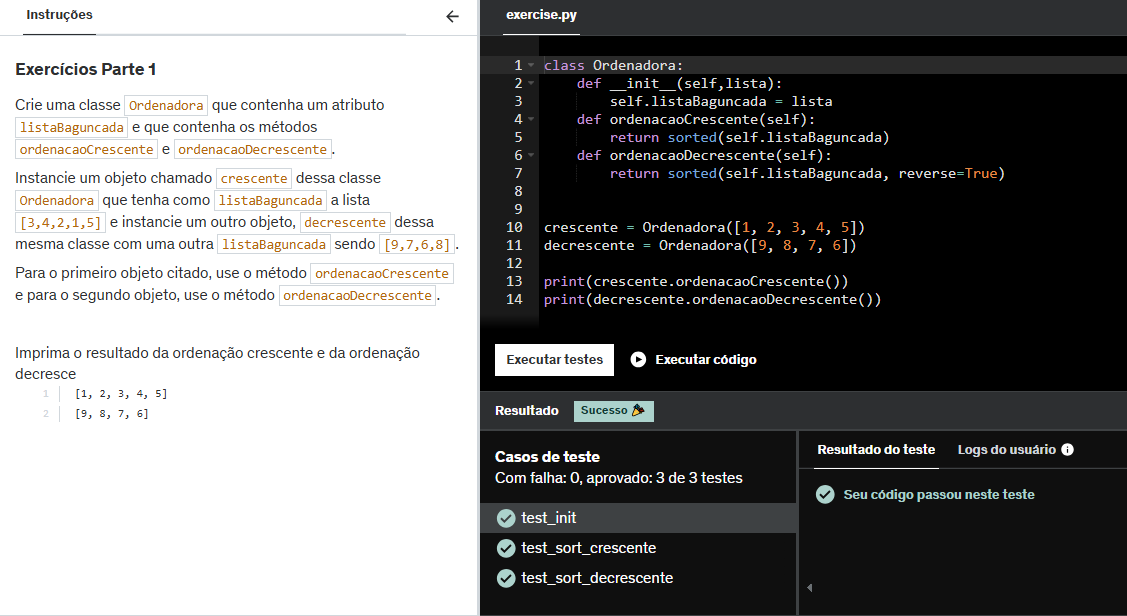 Instruções
Exercícios Parte 1
Crie uma classe Ordenadora que contenha um atributo
listaBaguncada e que contenha os métodos
ordenacaoCrescente e ordenacaoDecrescente.
Instancie um objeto chamado crescente dessa classe
Ordenadora que tenha como listaBaguncada a lista
[3,4,2,1,5] e instancie um outro objeto, decrescente dessa
mesma classe com uma outra listaBaguncada sendo [9,7,6,8].
Para o primeiro objeto citado, use o método ordenacaoCrescente
e para o segundo objeto, use o método ordenacaoDecrescente.
Imprima o resultado da ordenação crescente e da ordenação
decresce
1 [1, 2, 3, 4, 5]
2 [9, 8, 7, 6]
exercise.py
1 class Ordenadora:
2     def __init__(self,lista):
3         self.listaBaguncada = lista
4     def ordenacaoCrescente(self):
5         return sorted(self.listaBaguncada)
6     def ordenacaoDecrescente(self):
7         return sorted(self.listaBaguncada, reverse=True)
8
9
10 crescente = Ordenadora([1, 2, 3, 4, 5])
11 decrescente = Ordenadora([9, 8, 7, 6])
12
13 print(crescente.ordenacaoCrescente())
14 print(decrescente.ordenacaoDecrescente())
Executar testes Executar código
Resultado Sucesso 🎉
Casos de teste
Com falha: 0, aprovado: 3 de 3 testes
test_init
test_sort_crescente
test_sort_decrescente
Resultado do teste Logs do usuário
Seu código passou neste teste